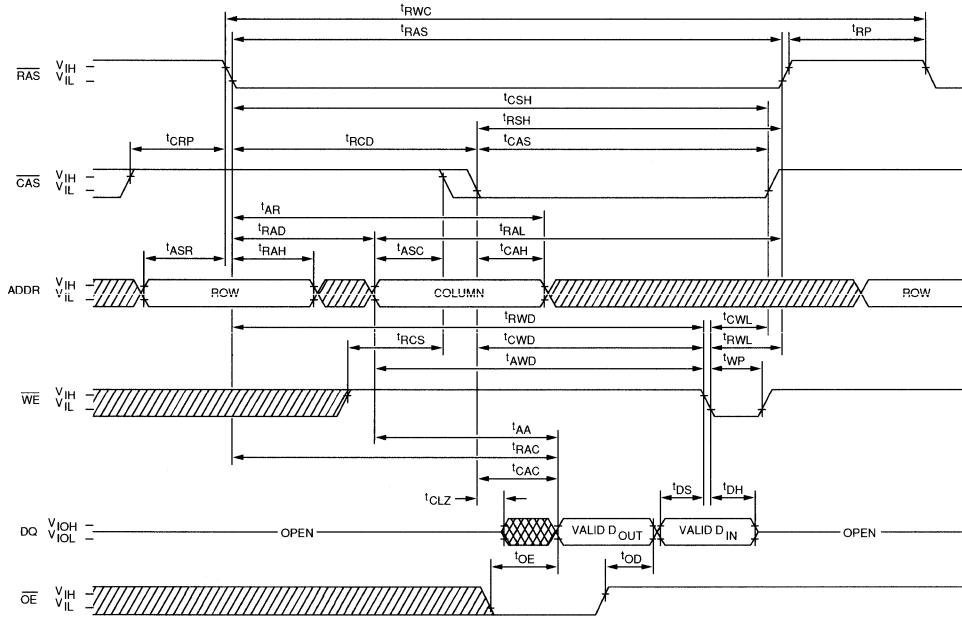 tRWC
tRAS tRP
RAS VIH
VIL
tCSH
tRSH
tCRP tRCD tCAS
CAS VIH
VIL
tAR
tRAD tRAL
tASR tRAH tASC tCAH
ADDR VIH
VIL
ROW COLUMN ROW
tRWD tCWL
tRCS tCWD tRWL
tAWD tWP
WE VIH
VIL
tAA
tRAC
tCAC
tCLZ tDS tDH
DQ VIOH
VIOL
OPEN VALID DOUT VALID DIN OPEN
tOE tOD
OE VIH
VIL